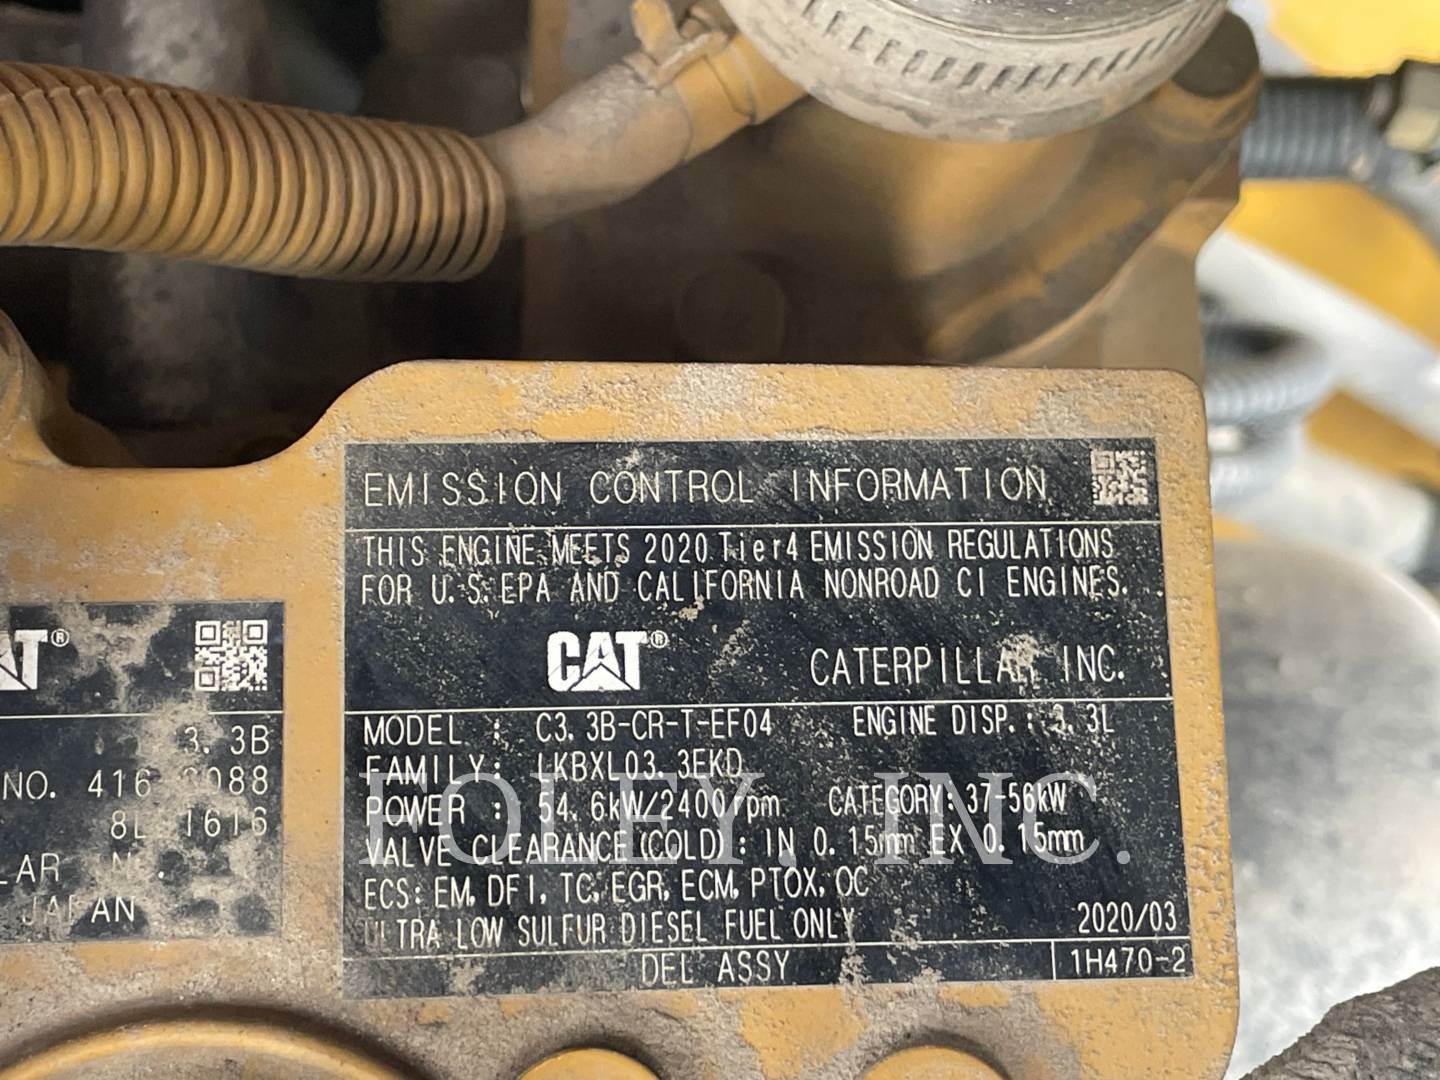 EMISSION CONTROL INFORMATION
THIS ENGINE MEETS 2020 Tier4 EMISSION REGULATIONS
FOR U.S. EPA AND CALIFORNIA NONROAD CI ENGINES.
CAT® CATERPILLAR INC.
MODEL : C3.3B-CR-T-EF04 ENGINE DISP.: 3.3L
FAMILY: LKBXL03.3EKD
POWER : 54.6kW/2400rpm CATEGORY: 37-56kW
VALVE CLEARANCE(COLD): IN 0.15mm EX 0.15mm
ECS: EM, DFI, TC, EGR, ECM, PTOX, OC
ULTRA LOW SULFUR DIESEL FUEL ONLY 2020/03
DEL ASSY 1H470-2
CAT®
3.3B
NO.
JAPAN
FOLEY, INC.